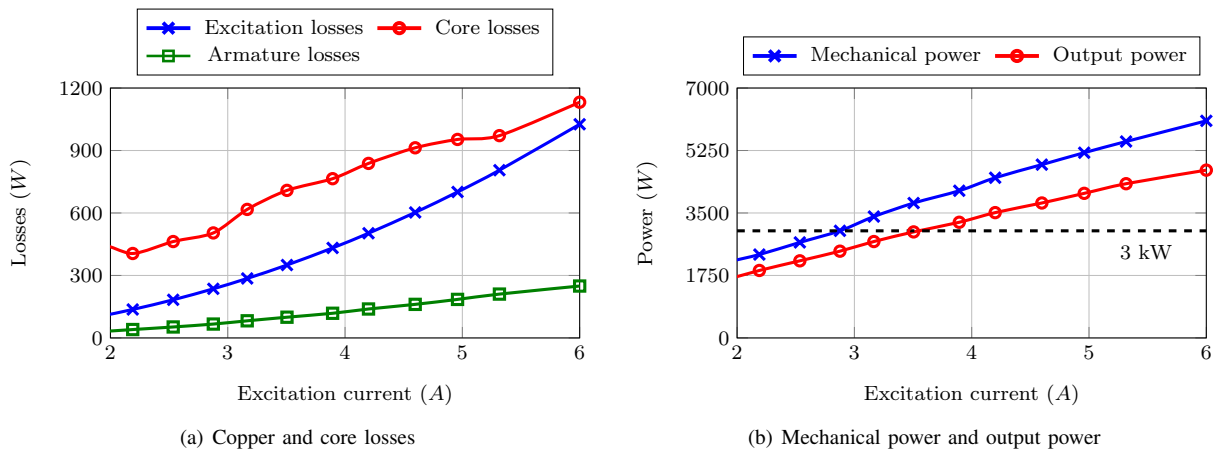 Excitation losses Core losses
Armature losses
1200
900
600
300
0
2 3 4 5 6
Losses (W)
Excitation current (A)
(a) Copper and core losses
Mechanical power Output power
7000
5250
3500
1750
0
2 3 4 5 6
Power (W)
3 kW
Excitation current (A)
(b) Mechanical power and output power